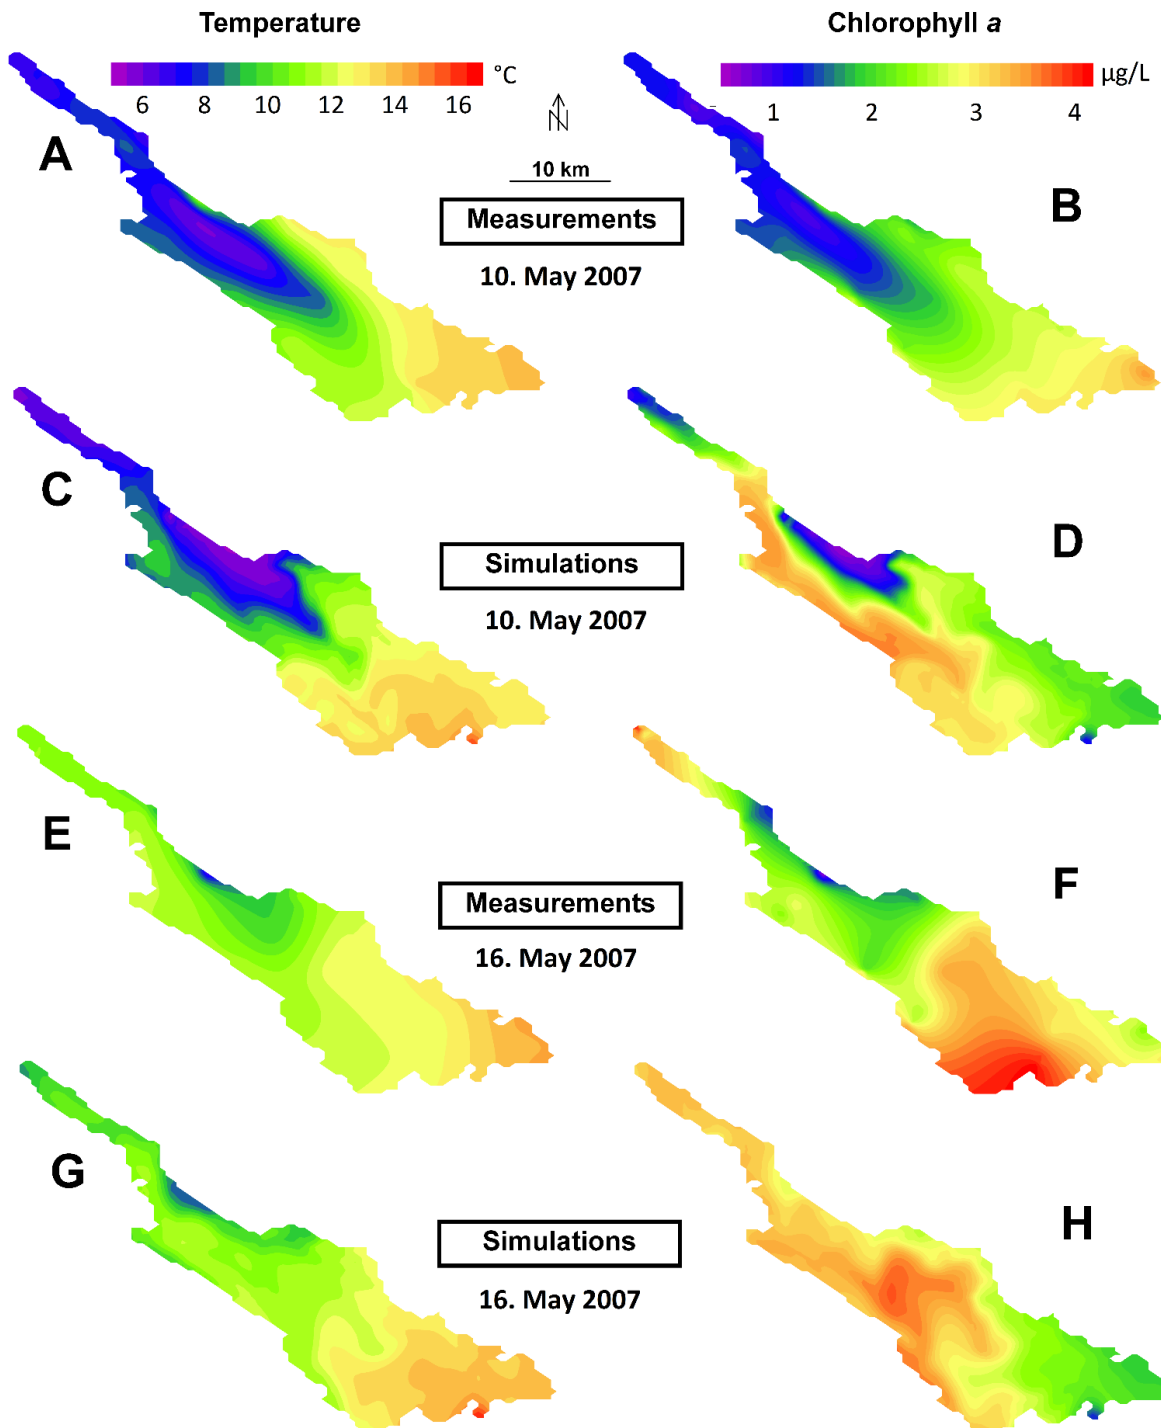 Temperature
Chlorophyll a
°C
6 8 10 12 14 16
µg/L
1 2 3 4
N
10 km
A
B
Measurements
10. May 2007
C
D
Simulations
10. May 2007
E
F
Measurements
16. May 2007
G
H
Simulations
16. May 2007